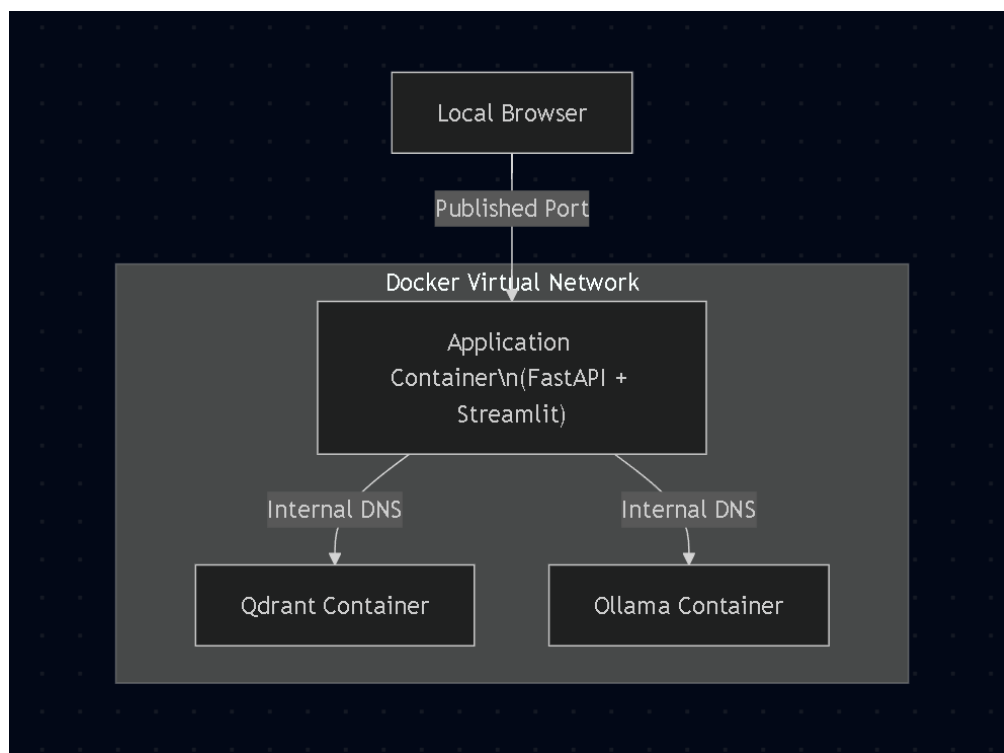 Local Browser
Published Port
Docker Virtual Network
Application
Container\n(FastAPI +
Streamlit)
Internal DNS
Internal DNS
Qdrant Container
Ollama Container